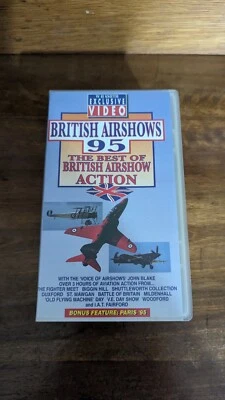 EXCLUSIVE
VIDEO
BRITISH AIRSHOWS
95
THE BEST OF
BRITISH AIRSHOW
ACTION
WITH THE 'VOICE OF AIRSHOWS' JOHN BLAKE
OVER 3 HOURS OF AVIATION ACTION FROM...
THE FIGHTER MEET · BIGGIN HILL · SHUTTLEWORTH COLLECTION
DUXFORD · ST. MAWGAN · BATTLE OF BRITAIN · MILDENHALL
'OLD FLYING MACHINE' DAY · V.E. DAY SHOW · WOODFORD
and I.A.T. FAIRFORD
BONUS FEATURE: PARIS '95